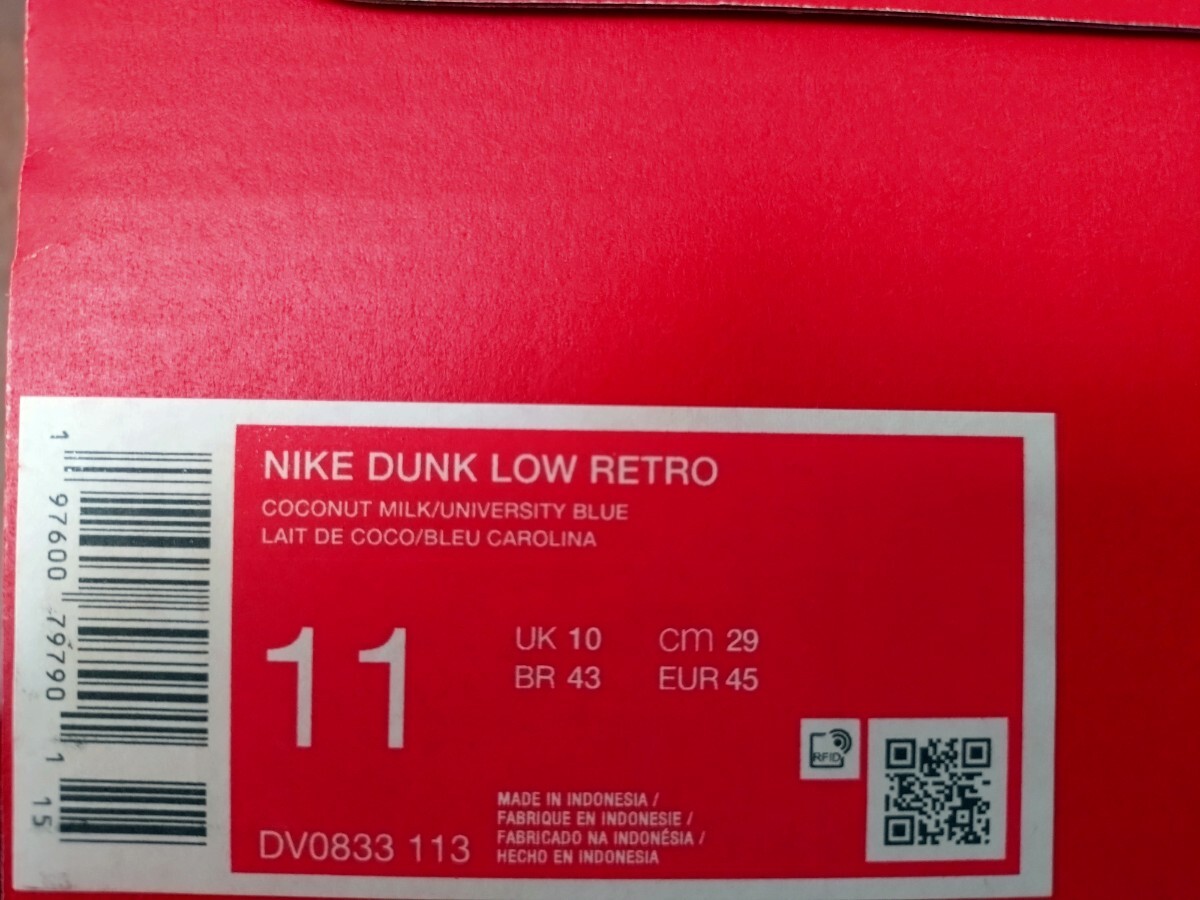 1 97600 79790 1 15
NIKE DUNK LOW RETRO
COCONUT MILK/UNIVERSITY BLUE
LAIT DE COCO/BLEU CAROLINA
11
UK 10 cm 29
BR 43 EUR 45
RFID
DV0833 113
MADE IN INDONESIA /
FABRIQUE EN INDONESIE /
FABRICADO NA INDONÉSIA /
HECHO EN INDONESIA